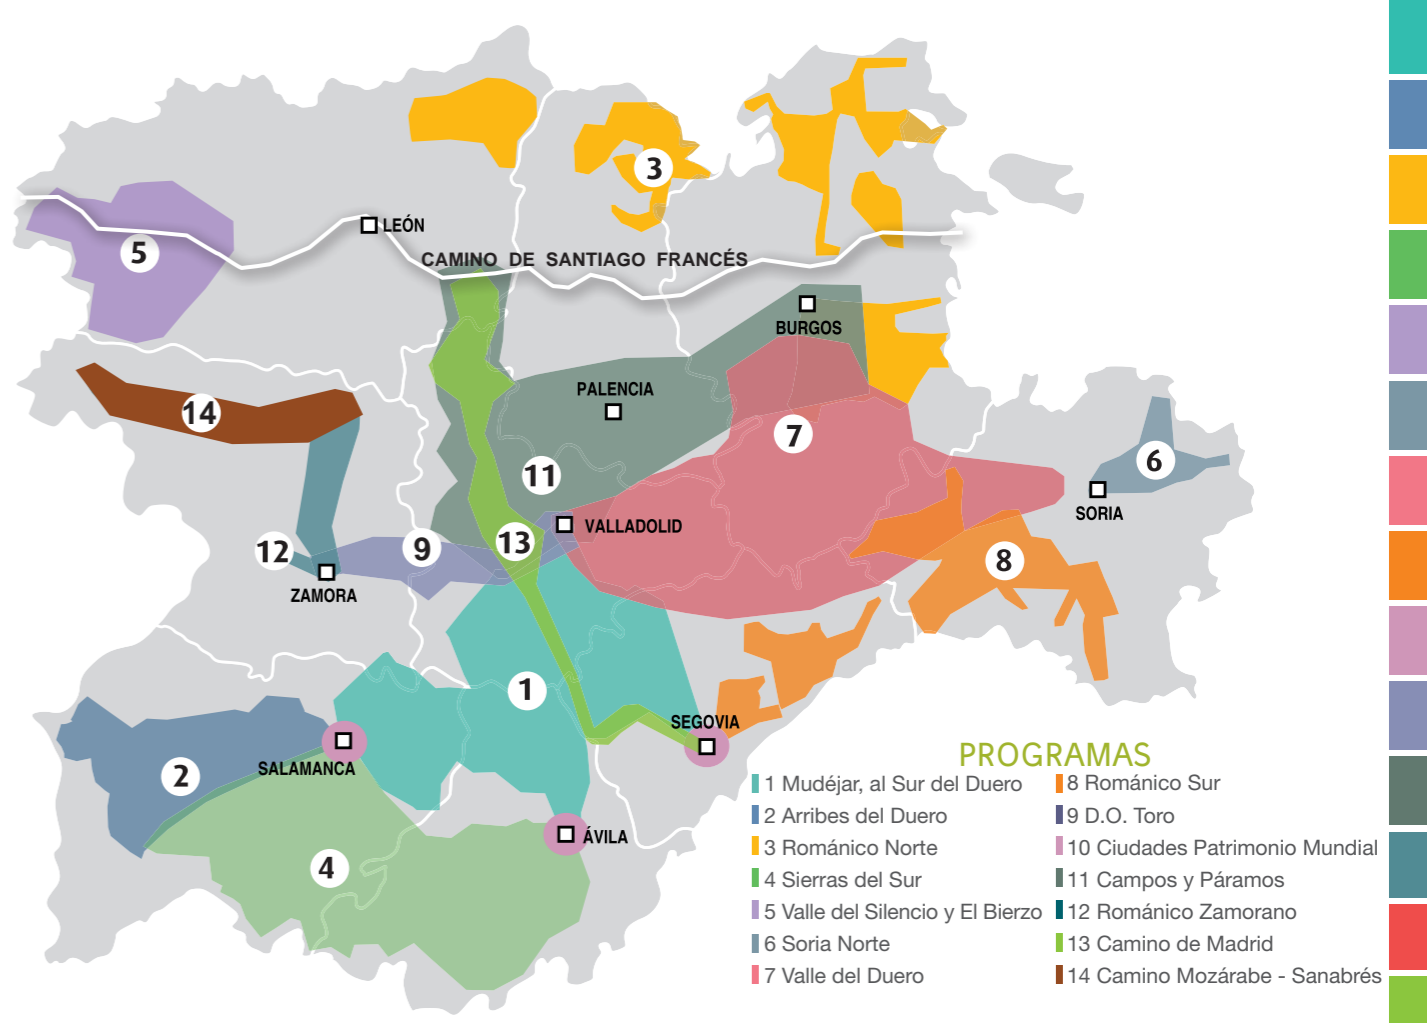 3
5
LEÓN
CAMINO DE SANTIAGO FRANCÉS
BURGOS
PALENCIA
14
7
6
11
SORIA
VALLADOLID
13
9
12
8
ZAMORA
1
SEGOVIA
SALAMANCA
2
ÁVILA
4
PROGRAMAS
1 Mudéjar, al Sur del Duero
2 Arribes del Duero
3 Románico Norte
4 Sierras del Sur
5 Valle del Silencio y El Bierzo
6 Soria Norte
7 Valle del Duero
8 Románico Sur
9 D.O. Toro
10 Ciudades Patrimonio Mundial
11 Campos y Páramos
12 Románico Zamorano
13 Camino de Madrid
14 Camino Mozárabe - Sanabrés